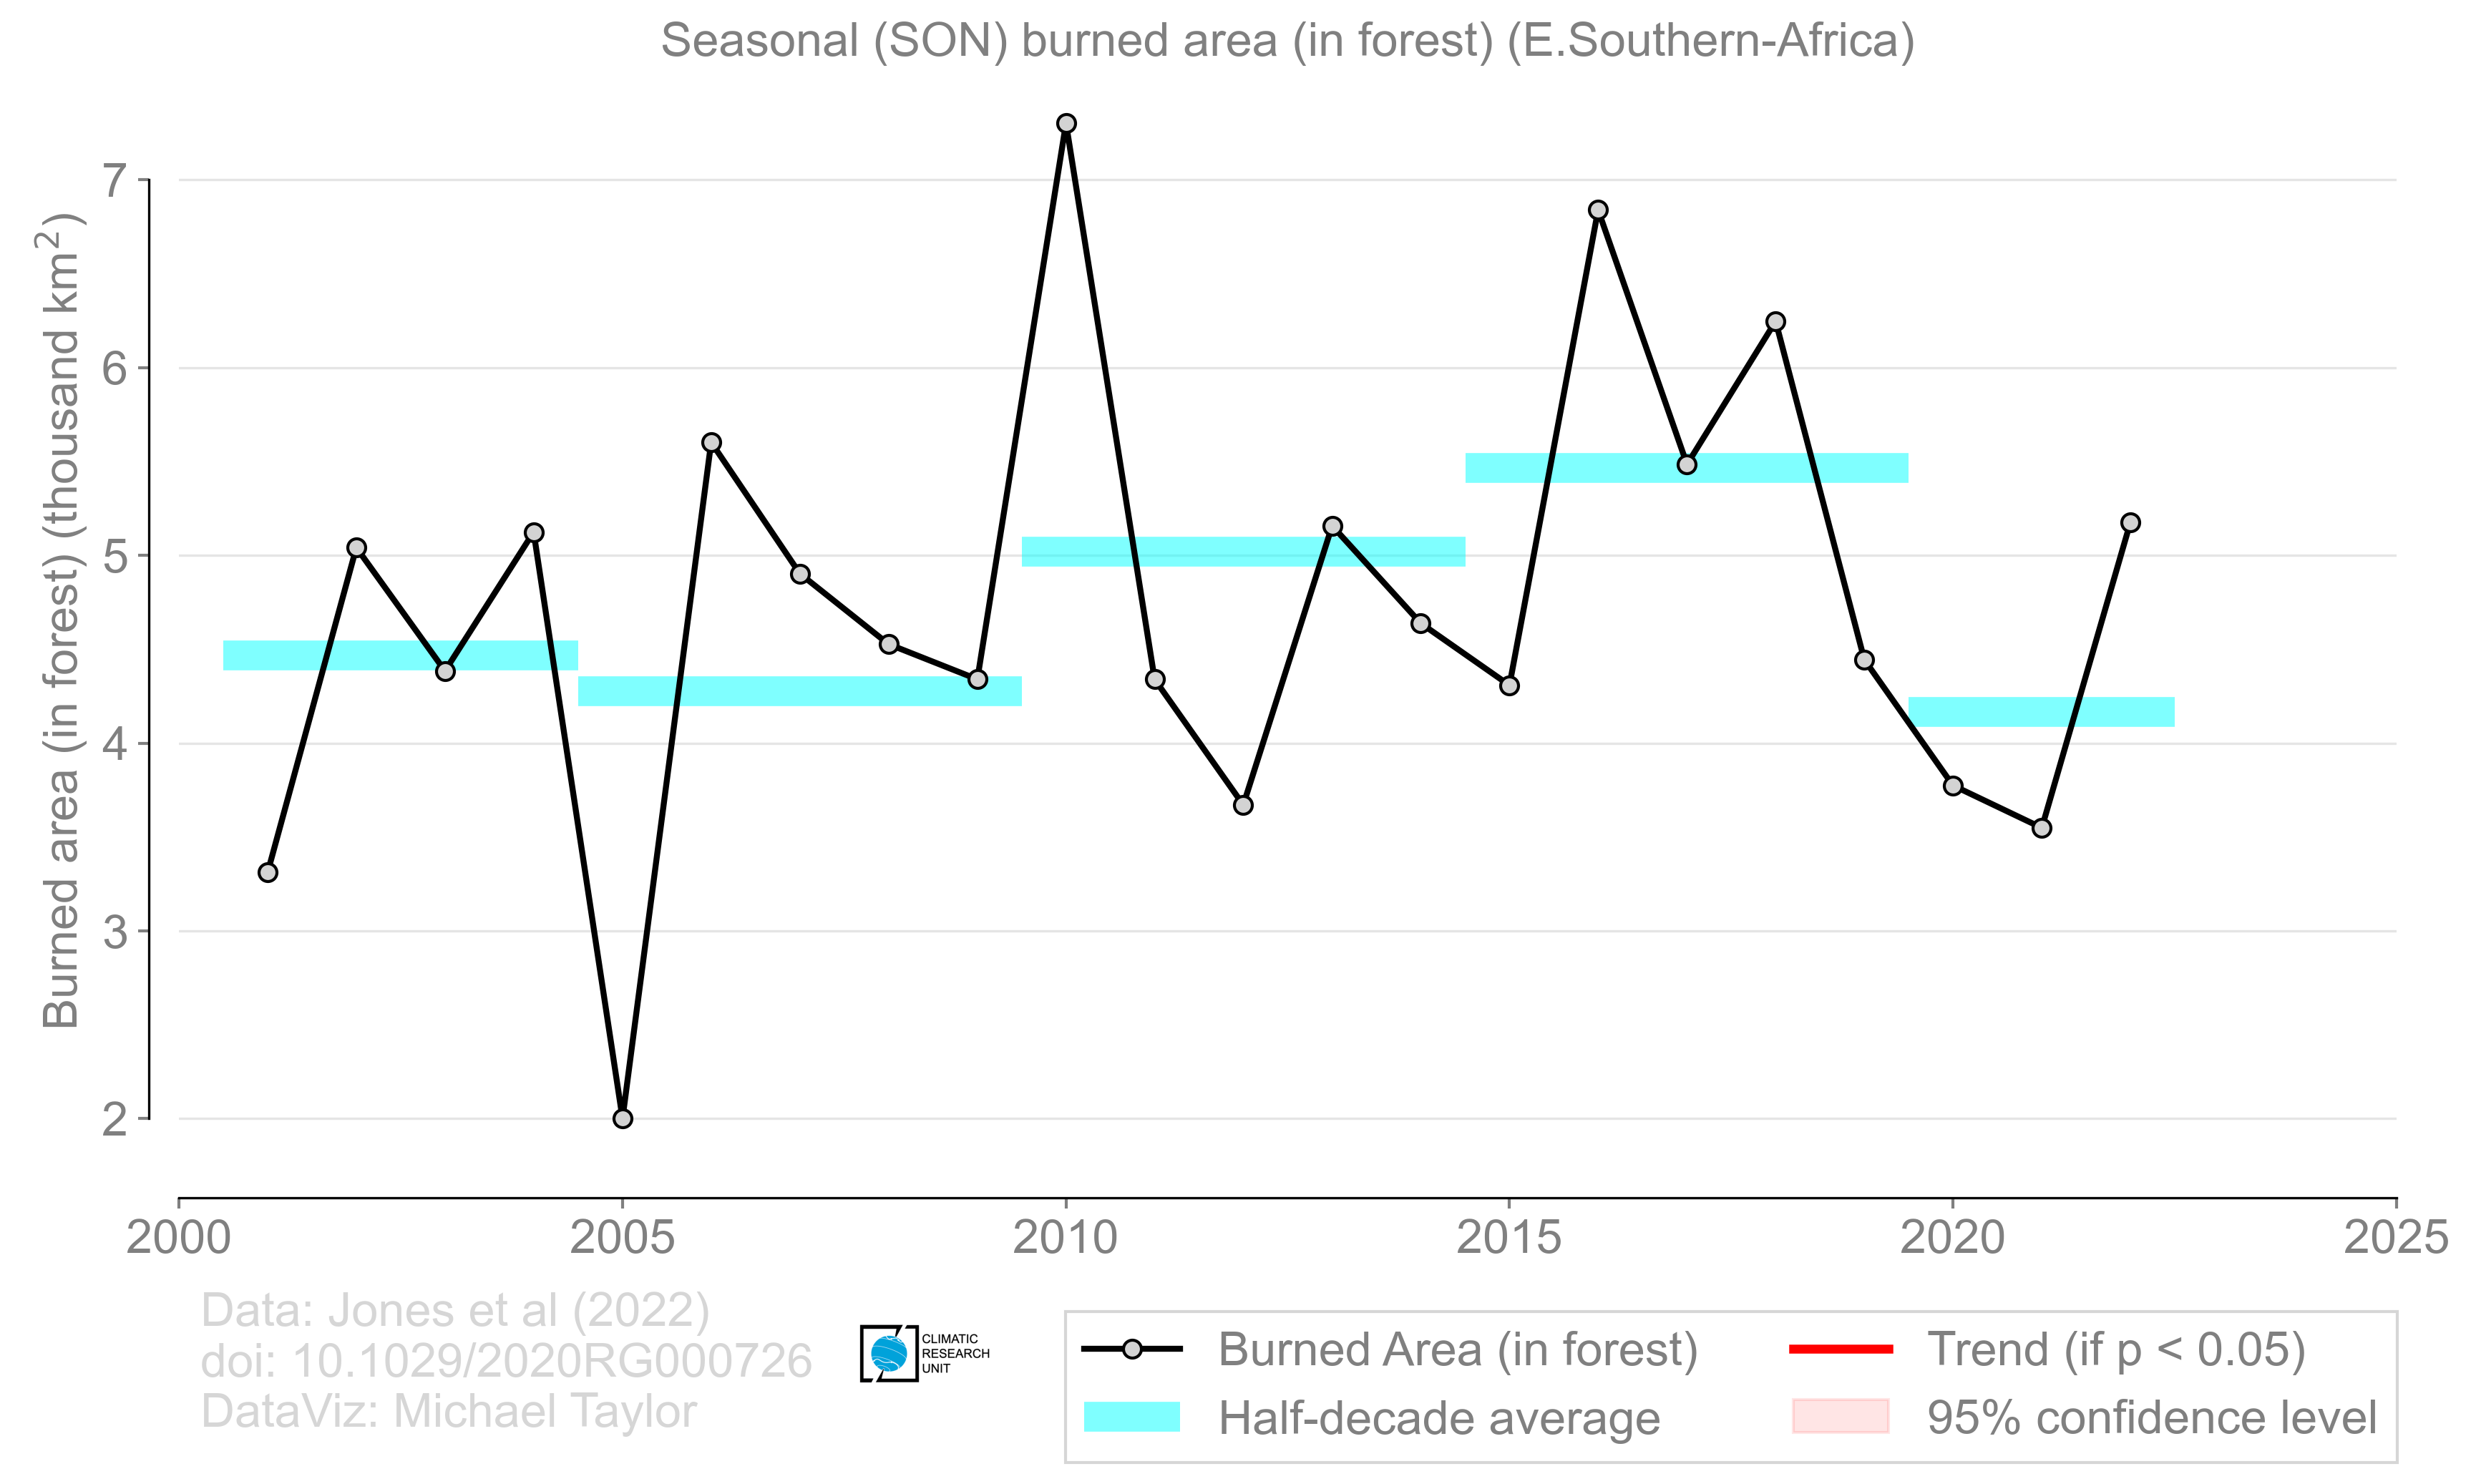 Seasonal (SON) burned area (in forest) (E.Southern-Africa)
Burned area (in forest) (thousand km²)
7
6
5
4
3
2
2000 2005 2010 2015 2020 2025
Data: Jones et al (2022)
doi: 10.1029/2020RG000726
DataViz: Michael Taylor
CLIMATIC
RESEARCH
UNIT
Burned Area (in forest)
Half-decade average
Trend (if p < 0.05)
95% confidence level